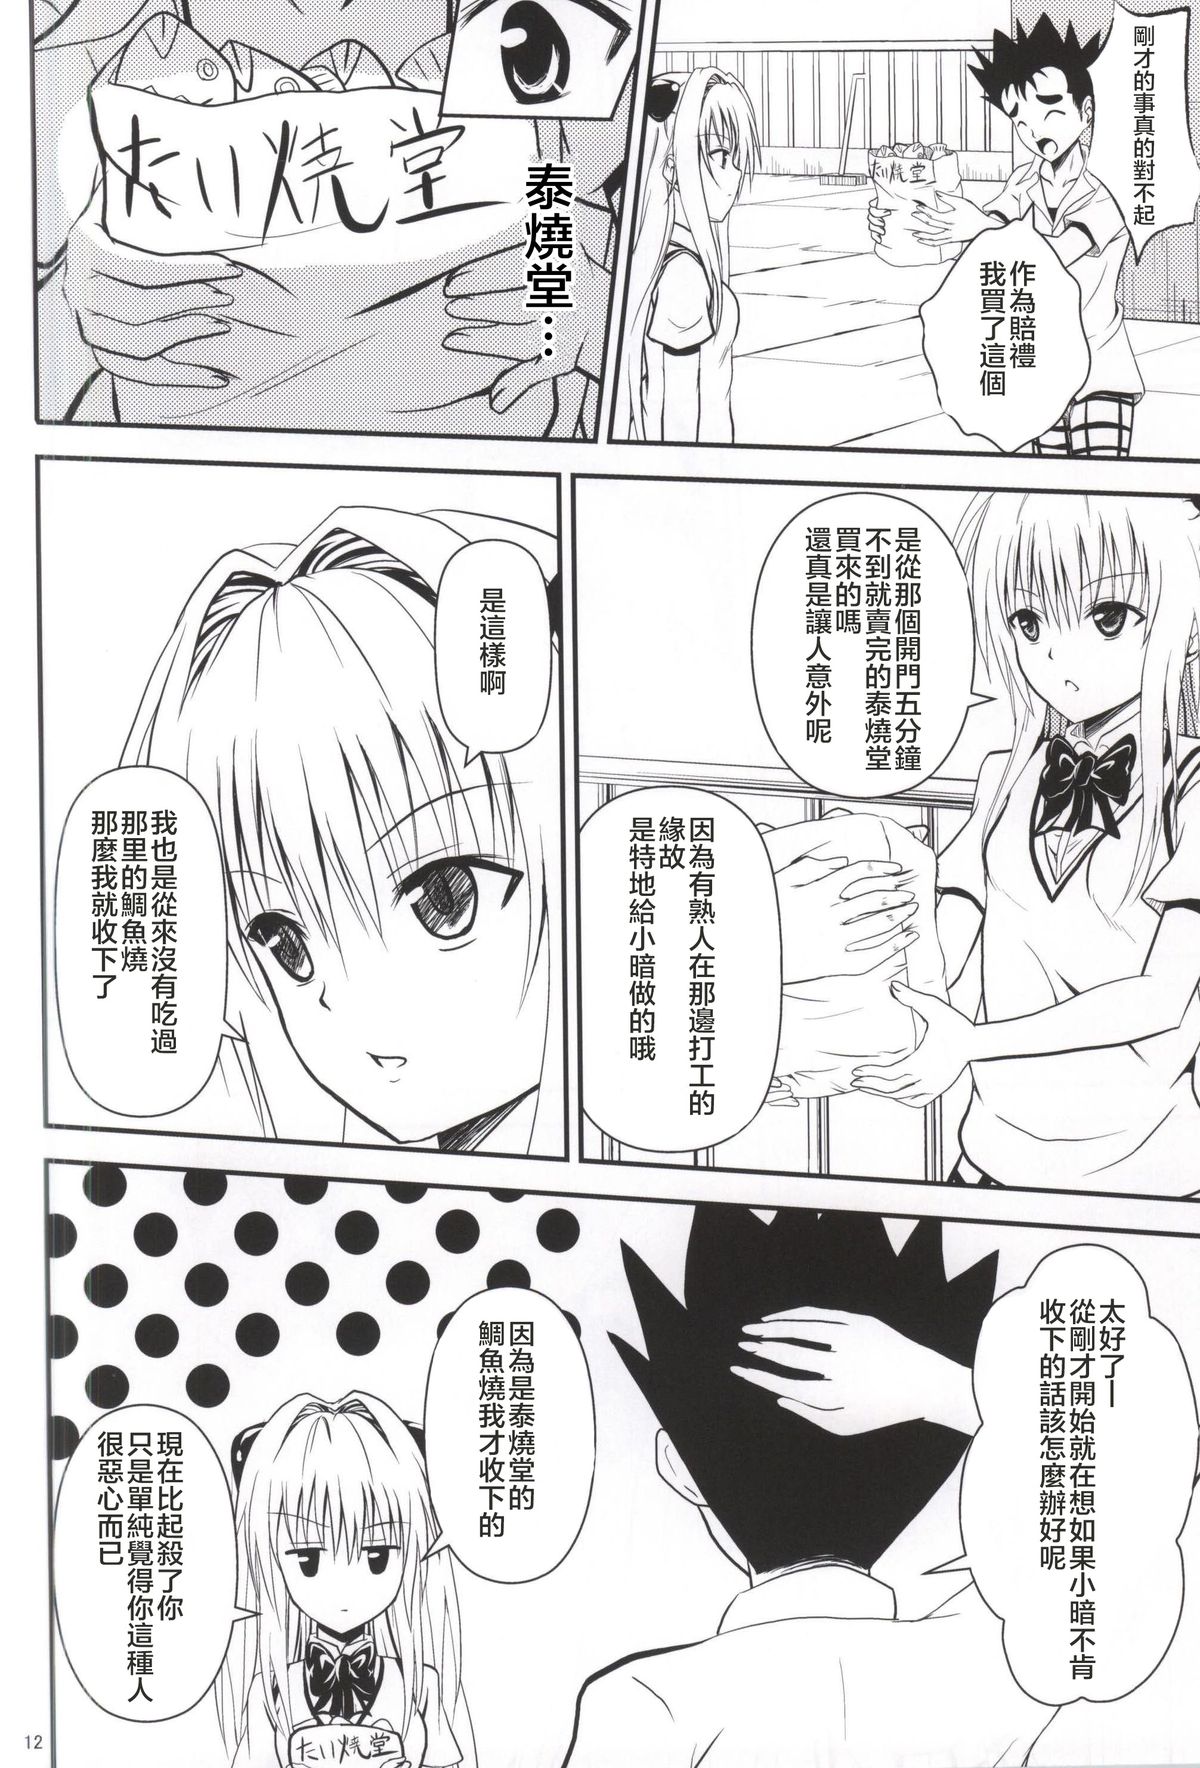 剛才的事真的對不起
たい燒堂
作為賠禮
我買了這個
たい燒堂
泰燒堂…
是從那個開門五分鐘
不到就賣完的泰燒堂
買來的嗎
還真是讓人意外呢
因為有熟人在那邊打工的
緣故
是特地給小暗做的哦
是這樣啊
我也是從來沒有吃過
那里的鯛魚燒
那麼我就收下了
太好了ー
從剛才開始就在想如果小暗不肯
收下的話該怎麼辦好呢
因為是泰燒堂的
鯛魚燒我才收下的
現在比起殺了你
只是單純覺得你這種人
很惡心而已
たい燒堂
12